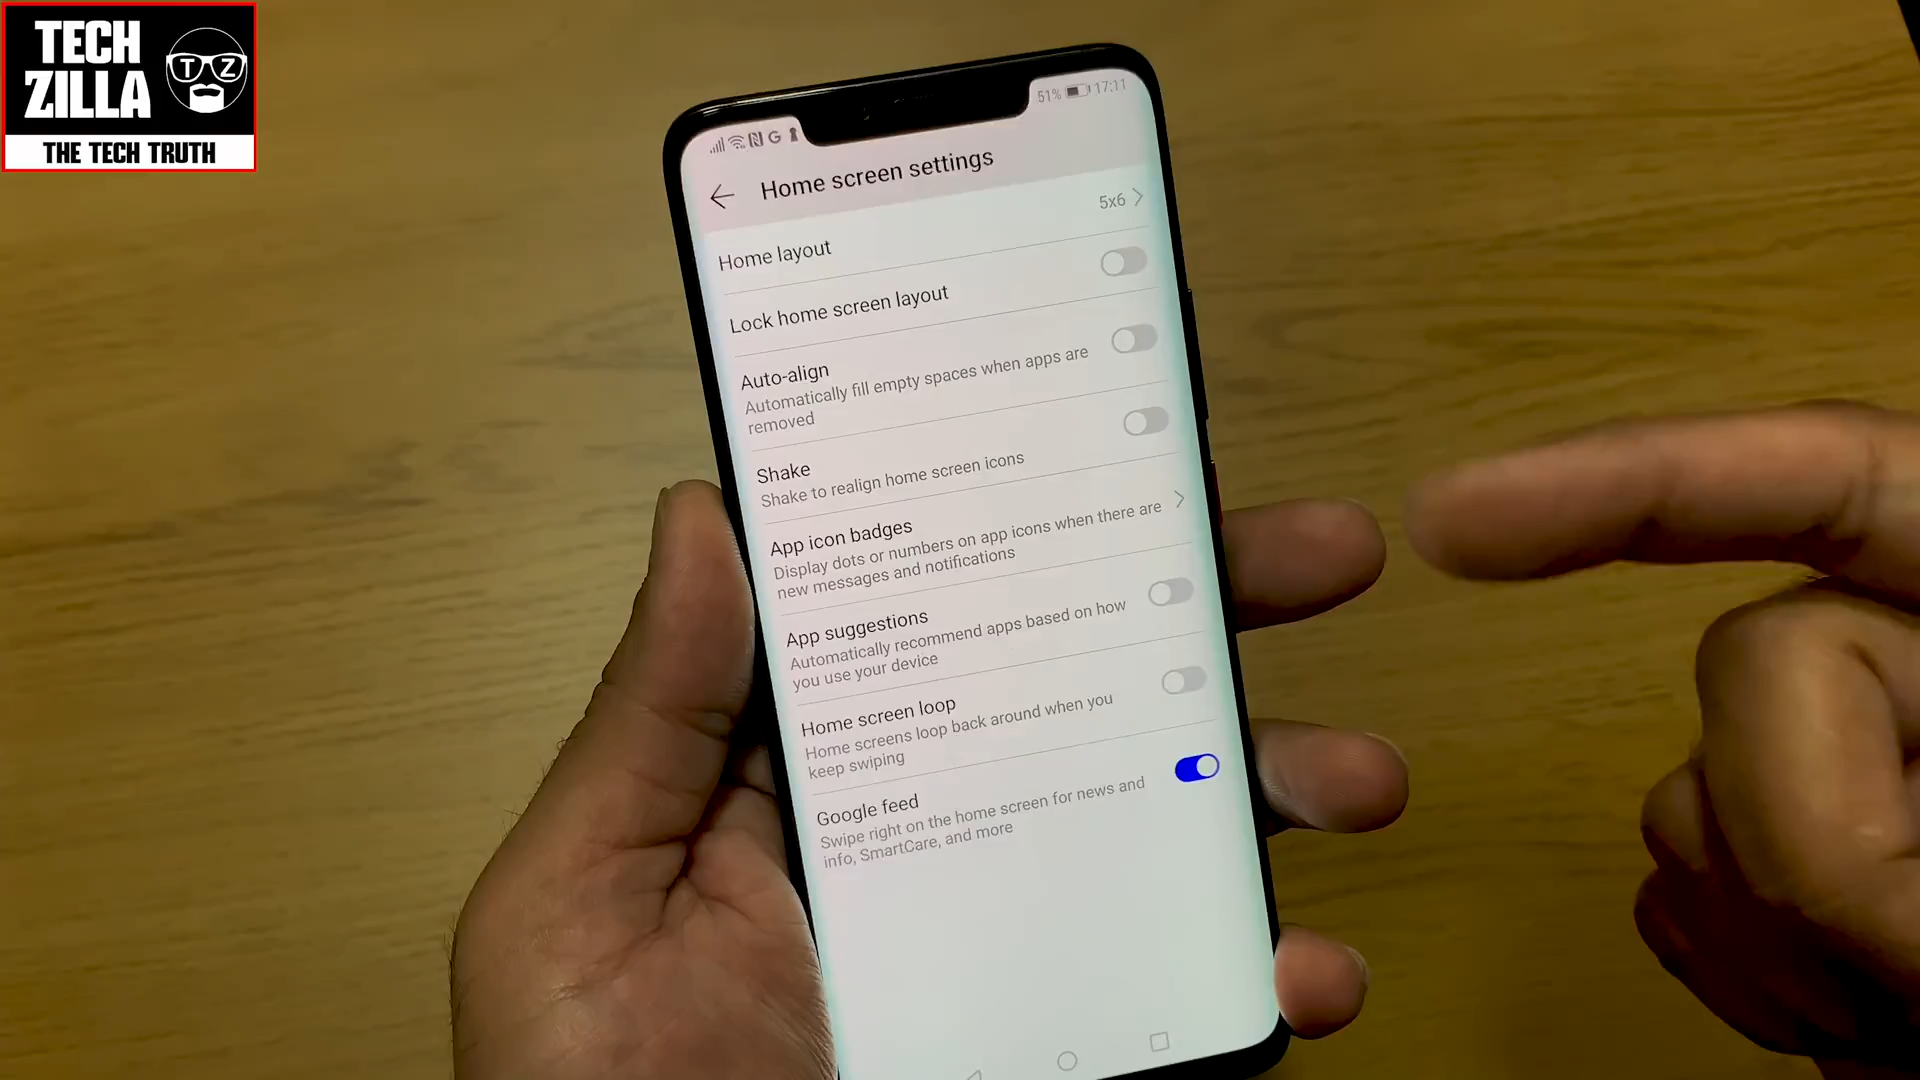 TECH
ZILLA
TZ
THE TECH TRUTH
G 51% 17:11
Home screen settings
Home layout 5x6
Lock home screen layout
Auto-align
Automatically fill empty spaces when apps are
removed
Shake
Shake to realign home screen icons
App icon badges
Display dots or numbers on app icons when there are
new messages and notifications
App suggestions
Automatically recommend apps based on how
you use your device
Home screen loop
Home screens loop back around when you
keep swiping
Google feed
Swipe right on the home screen for news and
info, SmartCare, and more